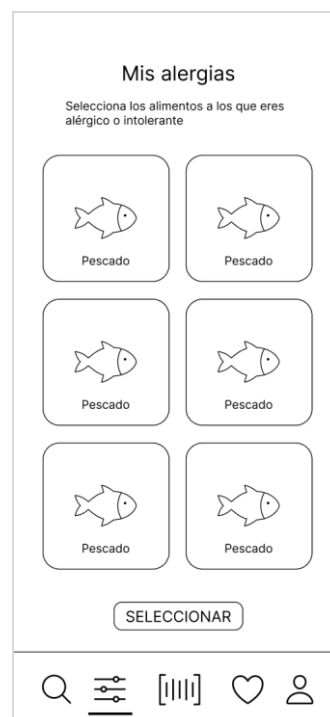 Mis alergias
Selecciona los alimentos a los que eres
alérgico o intolerante
Pescado
Pescado
Pescado
Pescado
Pescado
Pescado
SELECCIONAR